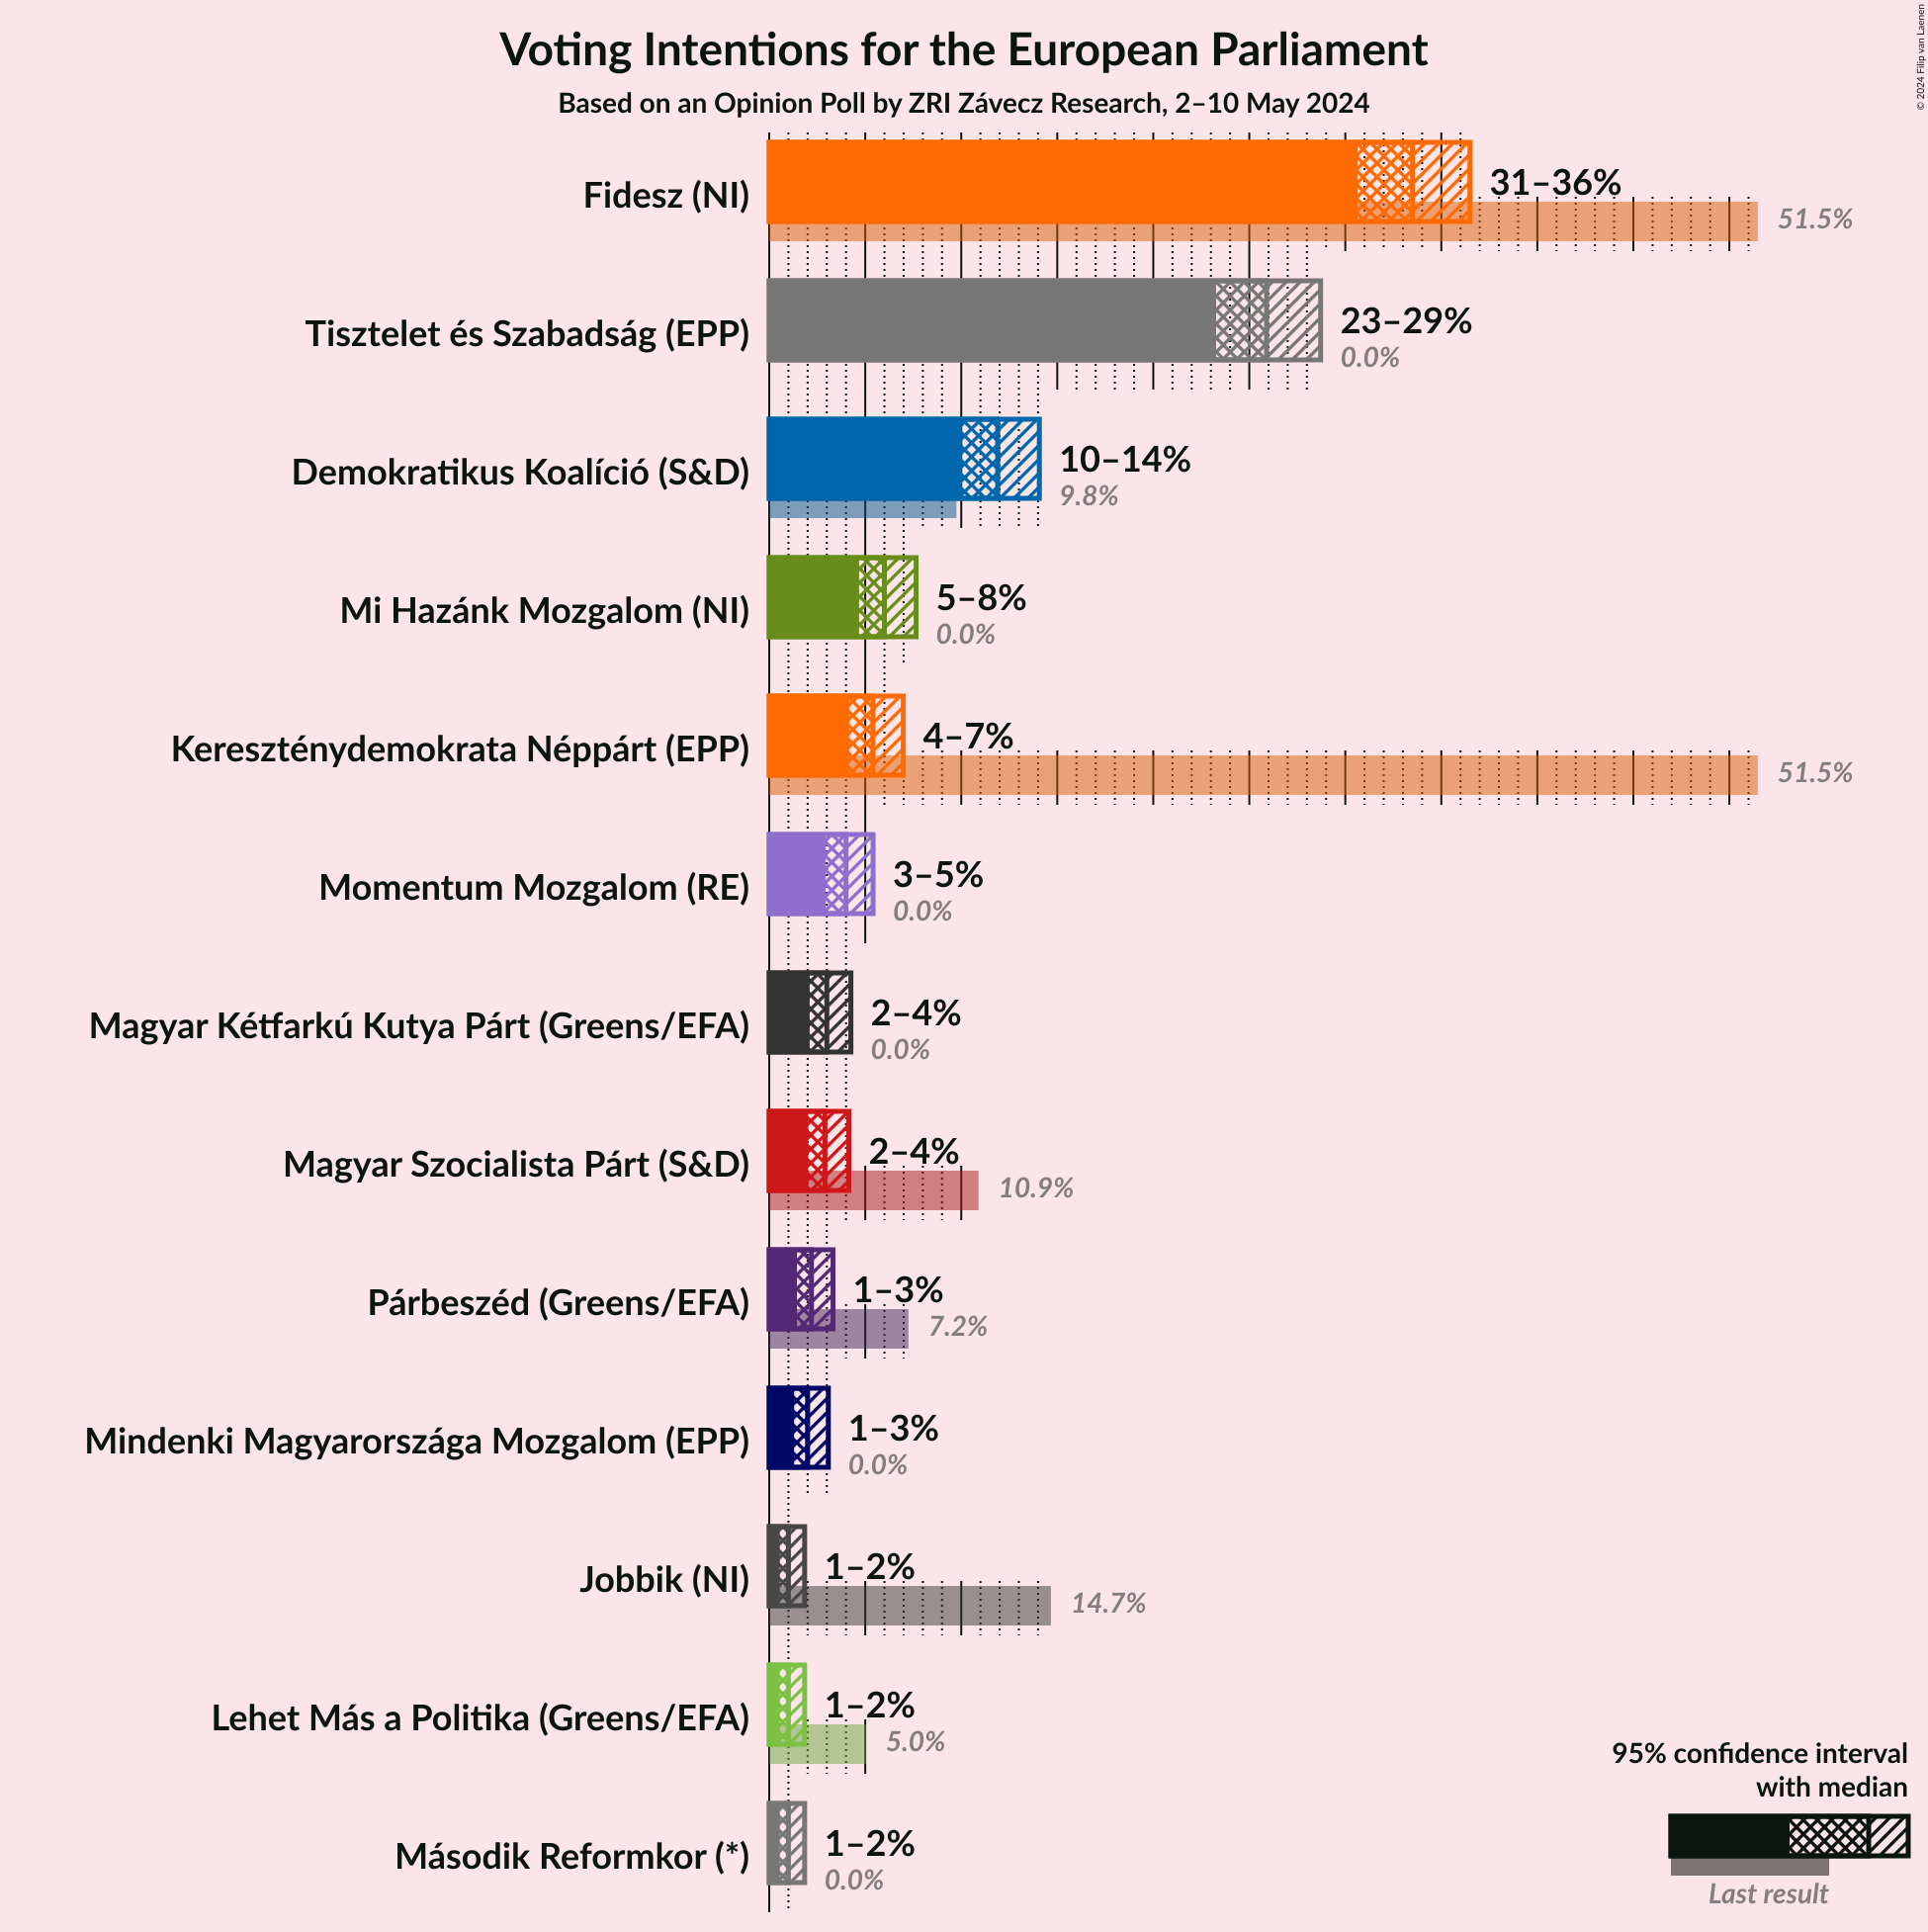 Voting Intentions for the European Parliament
Based on an Opinion Poll by ZRI Závecz Research, 2–10 May 2024
© 2024 Filip van Laenen
Fidesz (NI)
31–36%
51.5%
Tisztelet és Szabadság (EPP)
23–29%
0.0%
Demokratikus Koalíció (S&D)
10–14%
9.8%
Mi Hazánk Mozgalom (NI)
5–8%
0.0%
Kereszténydemokrata Néppárt (EPP)
4–7%
51.5%
Momentum Mozgalom (RE)
3–5%
0.0%
Magyar Kétfarkú Kutya Párt (Greens/EFA)
2–4%
0.0%
Magyar Szocialista Párt (S&D)
2–4%
10.9%
Párbeszéd (Greens/EFA)
1–3%
7.2%
Mindenki Magyarországa Mozgalom (EPP)
1–3%
0.0%
Jobbik (NI)
1–2%
14.7%
Lehet Más a Politika (Greens/EFA)
1–2%
5.0%
Második Reformkor (*)
1–2%
0.0%
95% confidence interval
with median
Last result